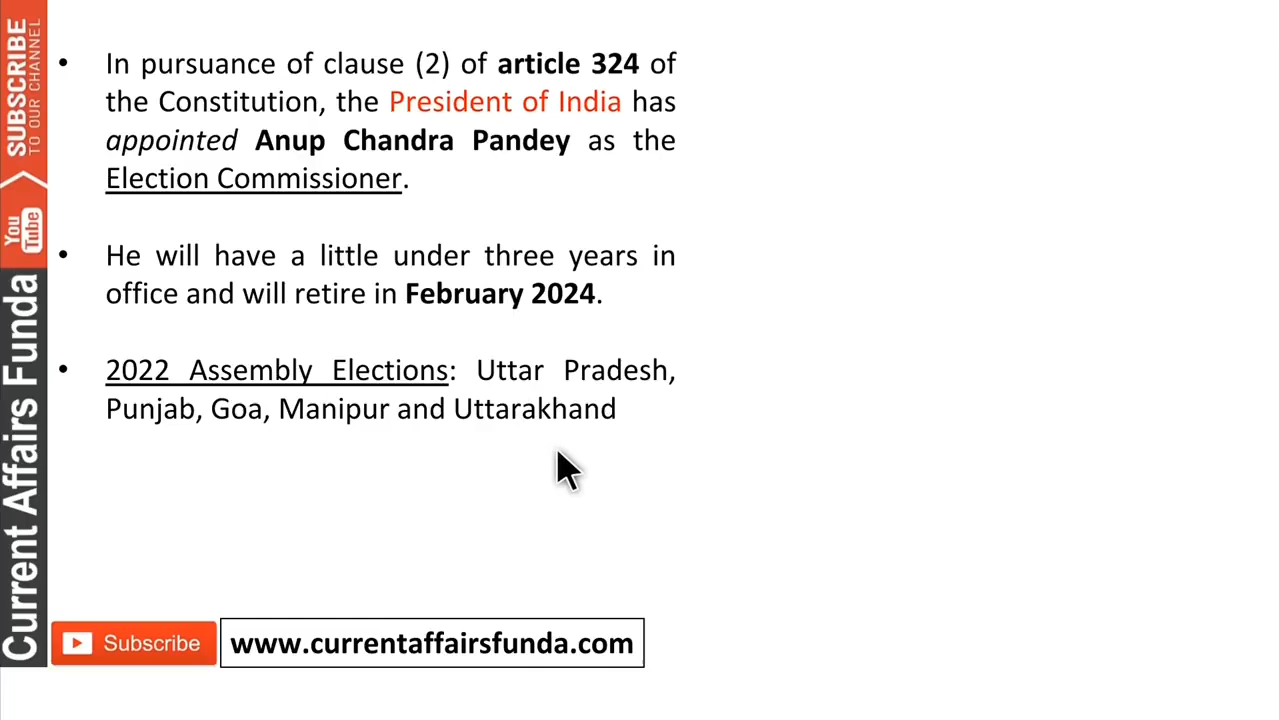 SUBSCRIBE
TO OUR CHANNEL
You
Tube
Current Affairs Funda
• In pursuance of clause (2) of article 324 of
the Constitution, the President of India has
appointed Anup Chandra Pandey as the
Election Commissioner.
• He will have a little under three years in
office and will retire in February 2024.
• 2022 Assembly Elections: Uttar Pradesh,
Punjab, Goa, Manipur and Uttarakhand
Subscribe
www.currentaffairsfunda.com